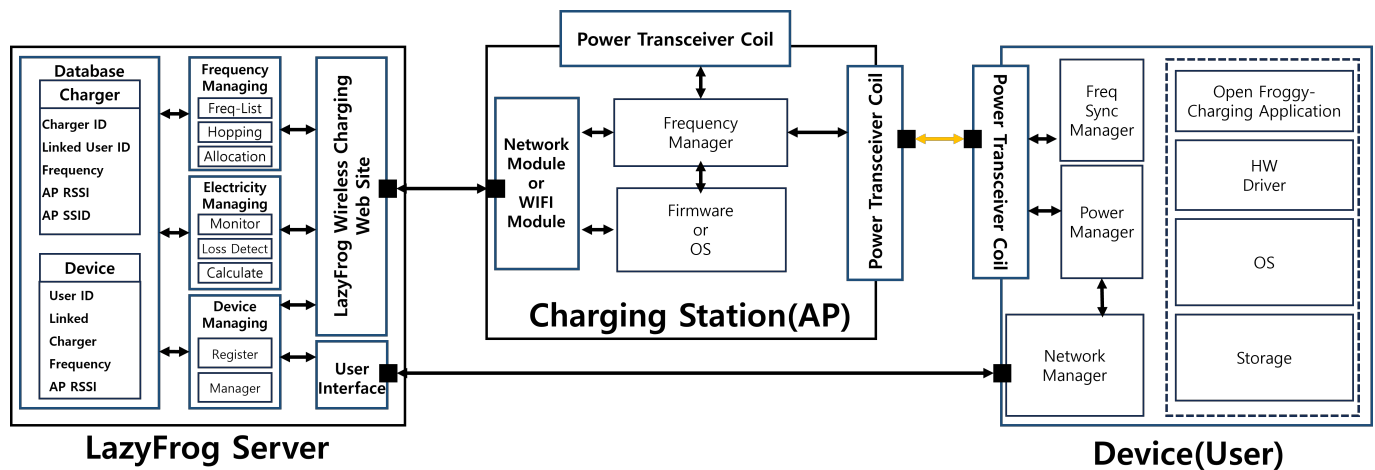 Database
Charger
Charger ID
Linked User ID
Frequency
AP RSSI
AP SSID
Device
User ID
Linked
Charger
Frequency
AP RSSI
Frequency
Managing
Freq-List
Hopping
Allocation
Electricity
Managing
Monitor
Loss Detect
Calculate
Device
Managing
Register
Manager
LazyFrog Wireless Charging
Web Site
User
Interface
LazyFrog Server
Power Transceiver Coil
Network
Module
or
WIFI
Module
Frequency
Manager
Firmware
or
OS
Power Transceiver Coil
Charging Station(AP)
Power Transceiver Coil
Freq
Sync
Manager
Power
Manager
Network
Manager
Open Froggy-
Charging Application
HW
Driver
OS
Storage
Device(User)